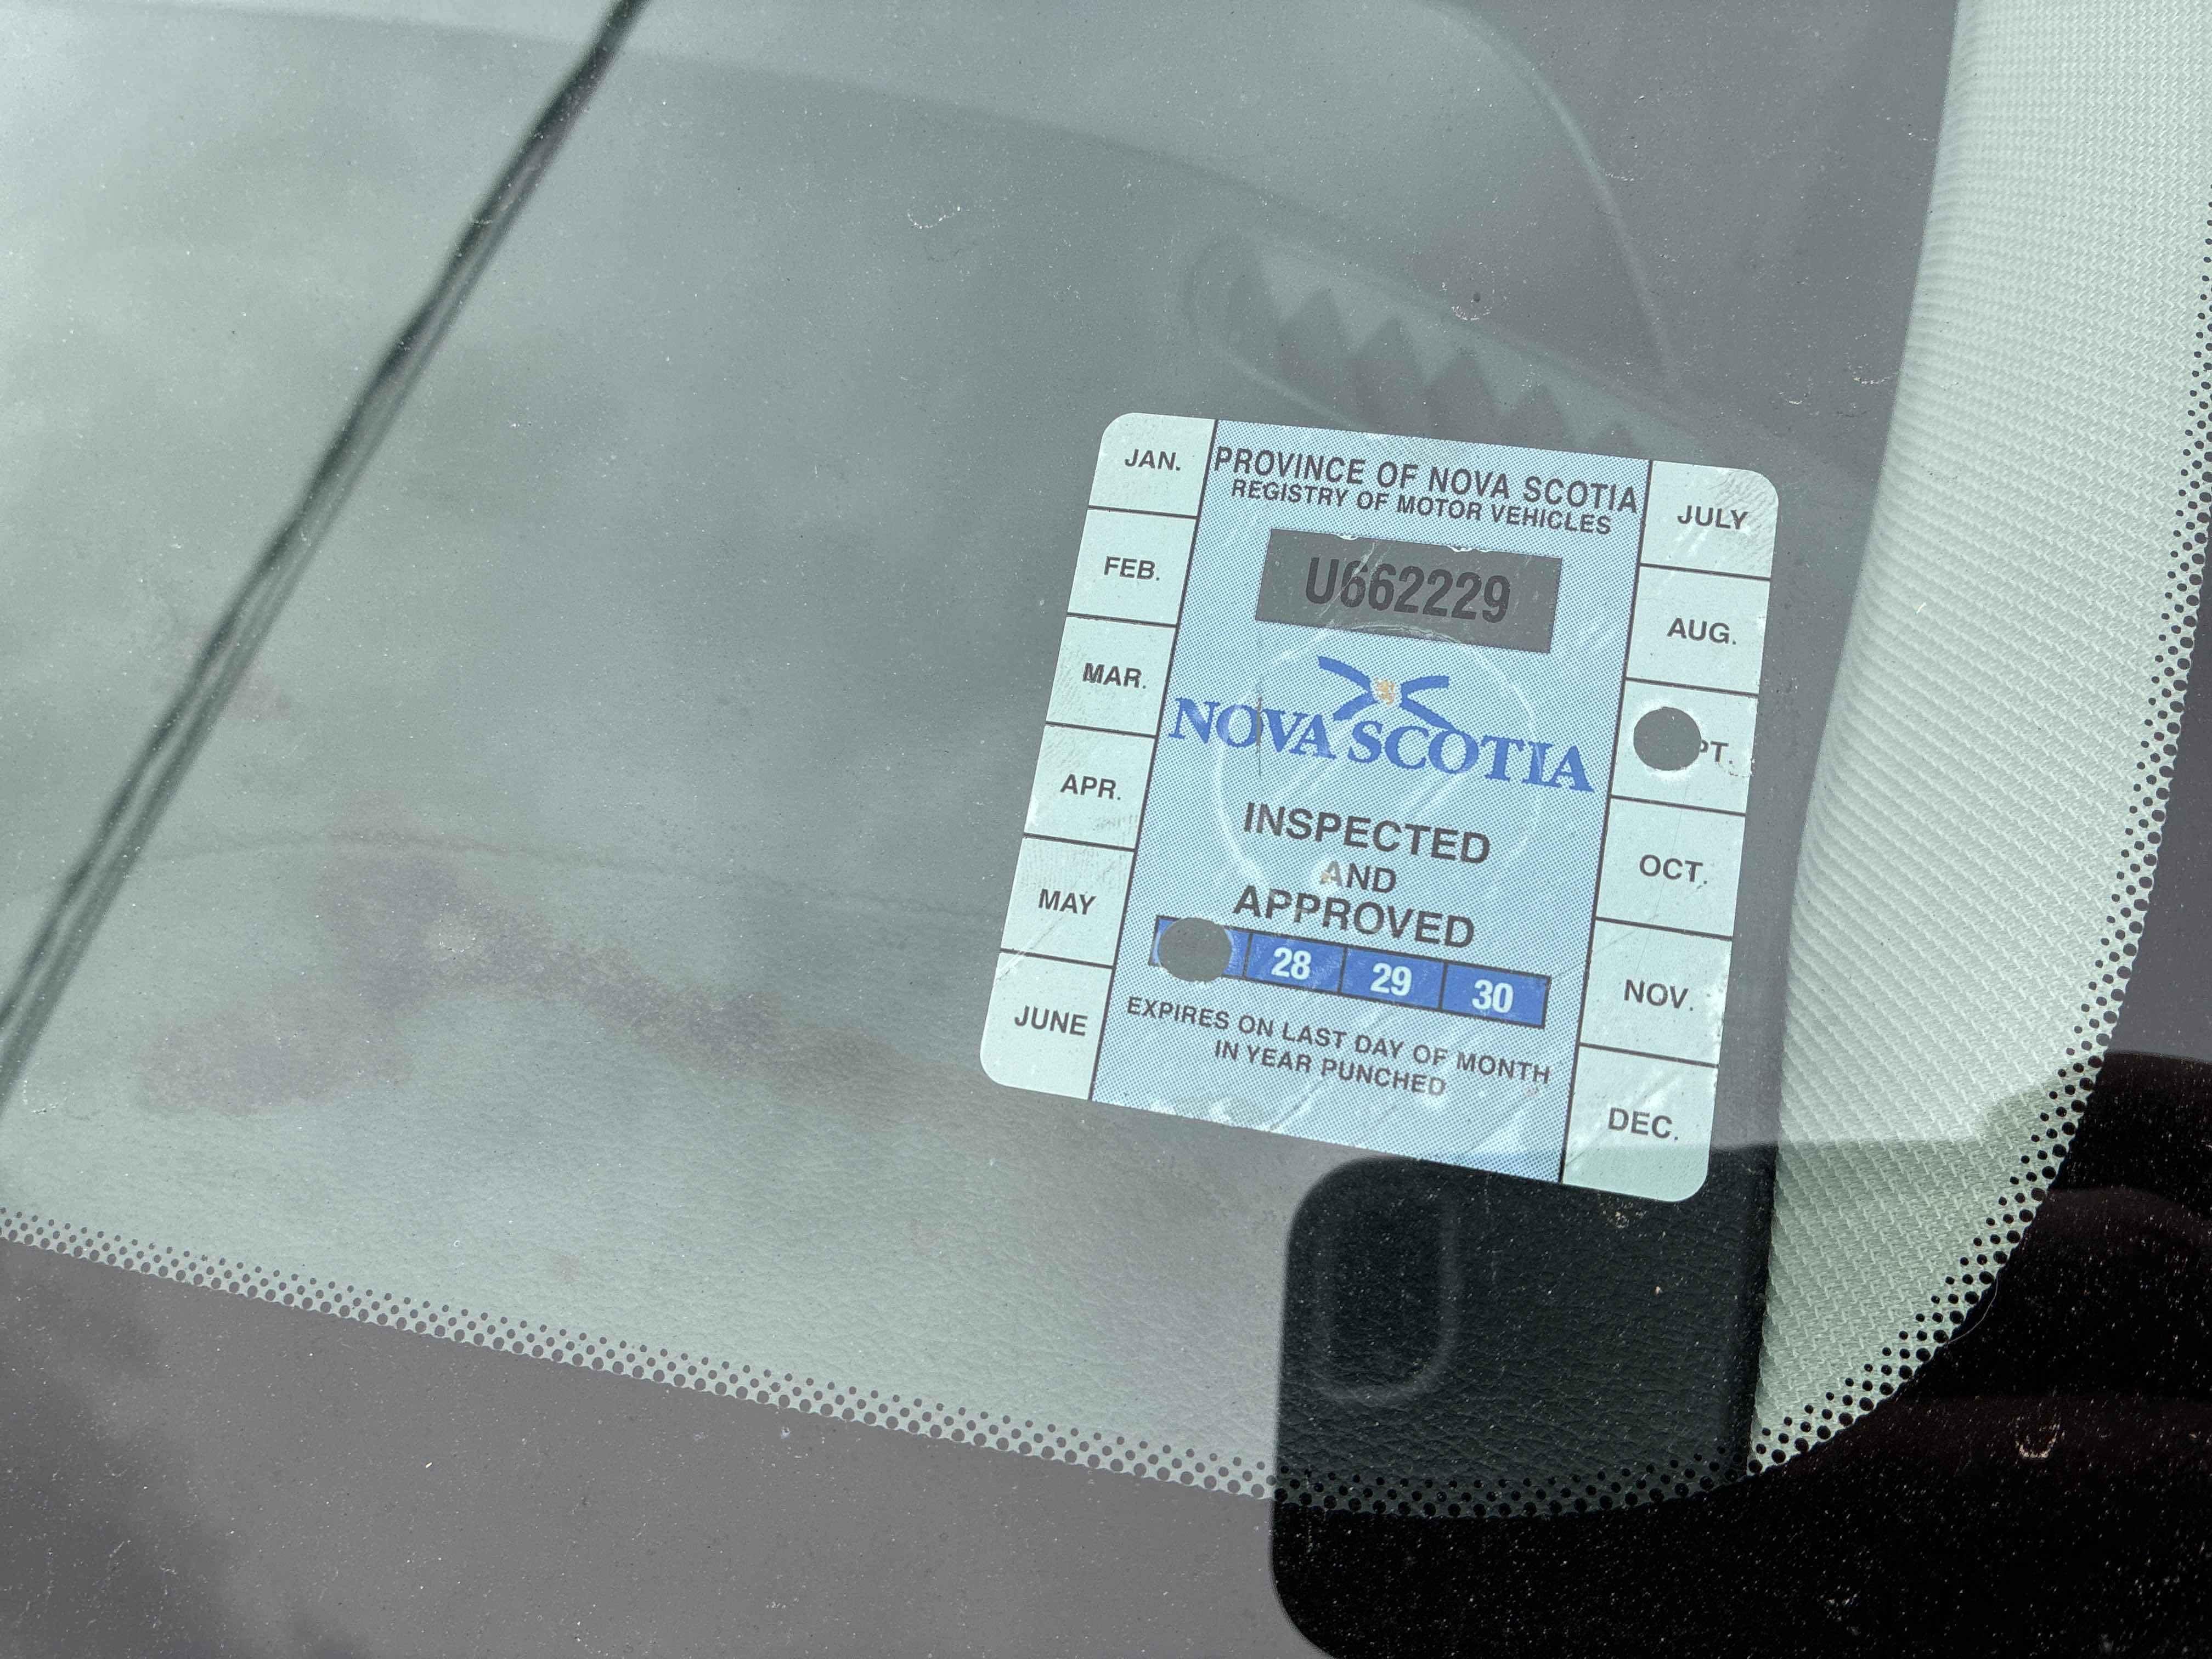 PROVINCE OF NOVA SCOTIA
REGISTRY OF MOTOR VEHICLES
U662229
NOVA SCOTIA
INSPECTED
AND
APPROVED
28 29 30
EXPIRES ON LAST DAY OF MONTH
IN YEAR PUNCHED
JAN.
FEB.
MAR.
APR.
MAY
JUNE
JULY
AUG.
PT.
OCT.
NOV.
DEC.